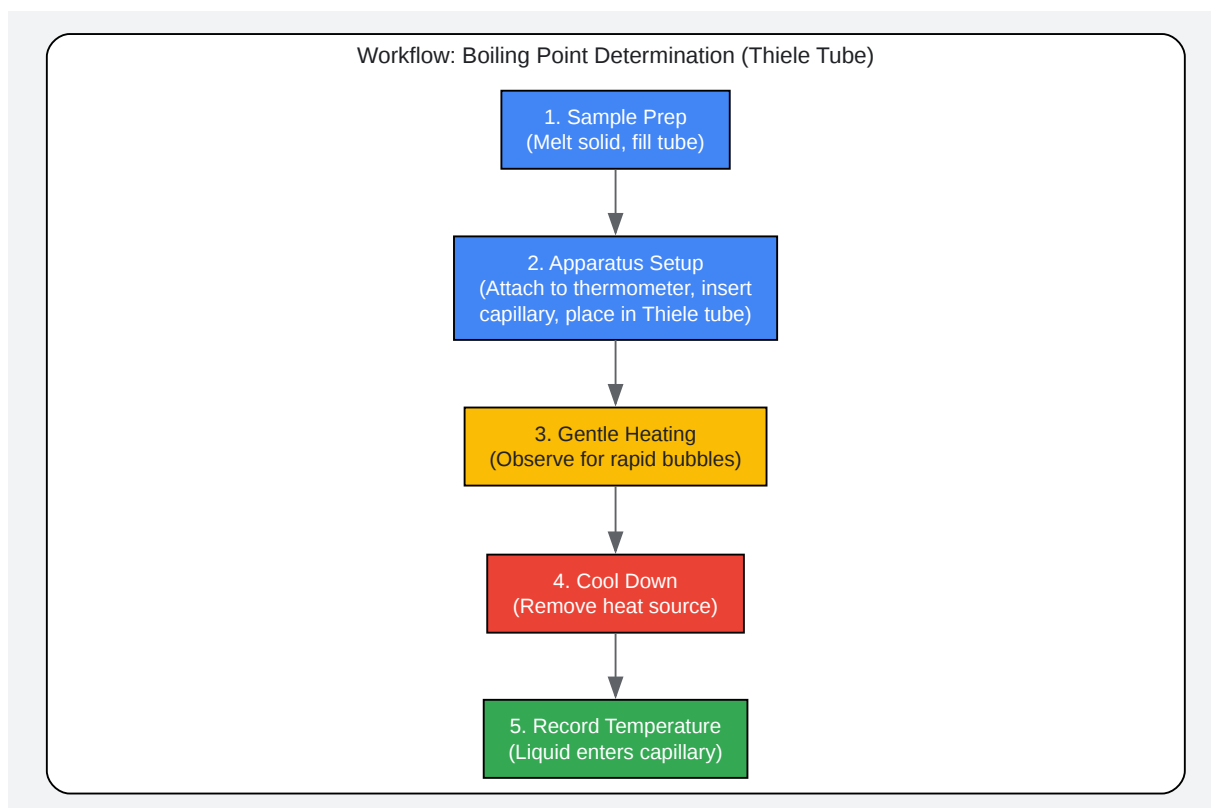 Workflow: Boiling Point Determination (Thiele Tube)
1. Sample Prep
(Melt solid, fill tube)
2. Apparatus Setup
(Attach to thermometer, insert
capillary, place in Thiele tube)
3. Gentle Heating
(Observe for rapid bubbles)
4. Cool Down
(Remove heat source)
5. Record Temperature
(Liquid enters capillary)